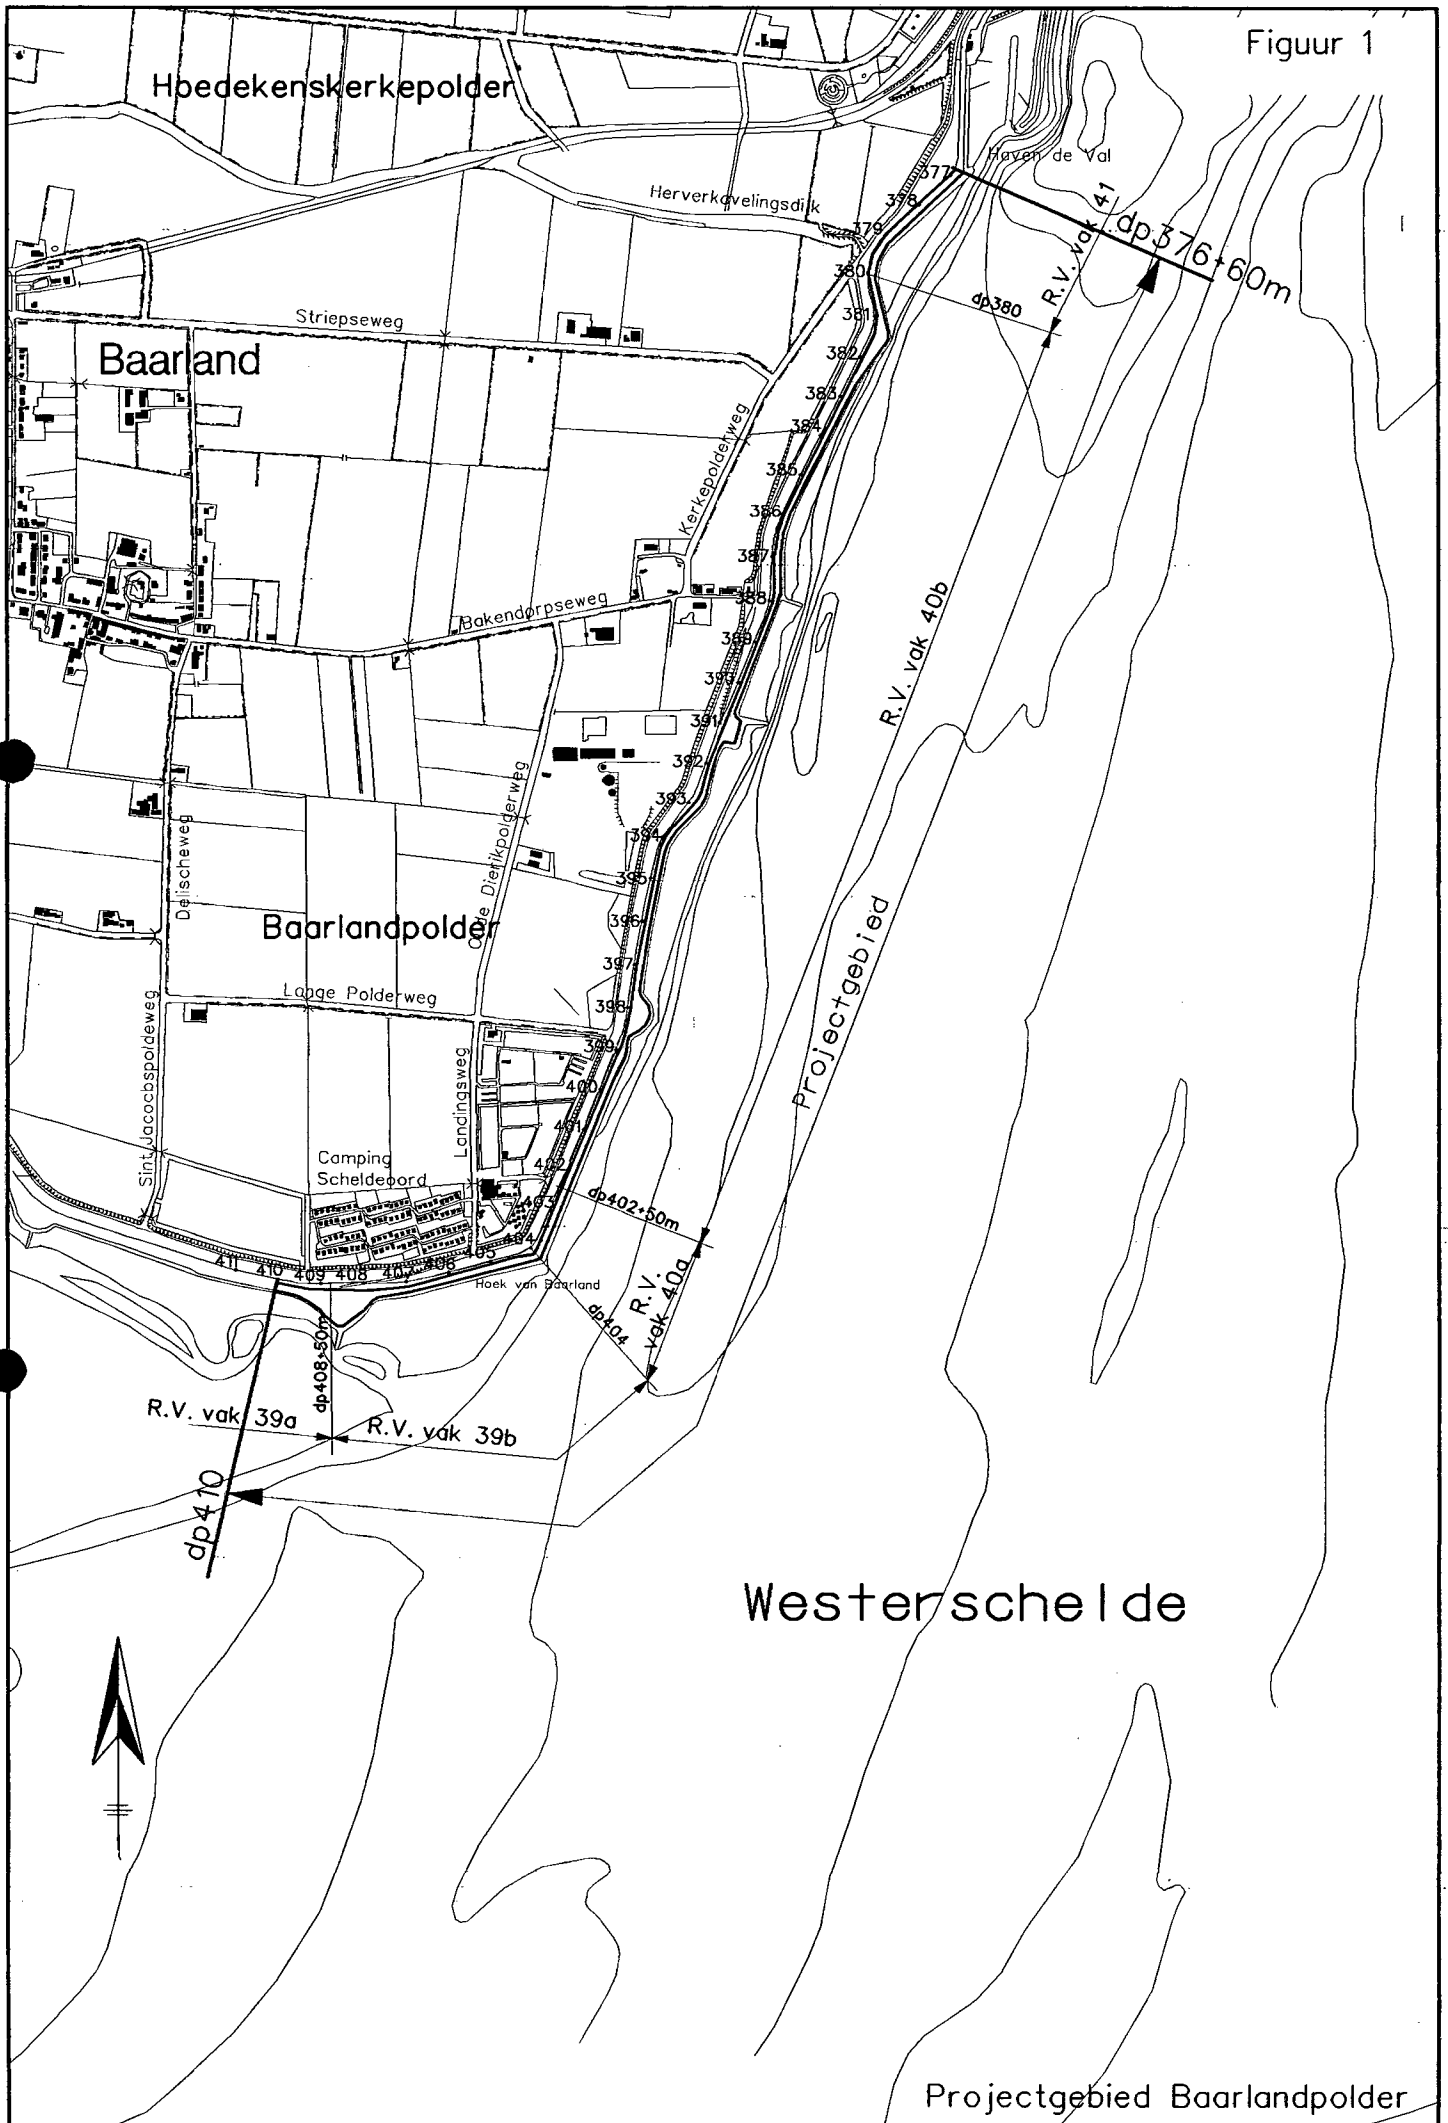 Figuur 1
Hoedekenskerkepolder
Haven de Val
377
Herverkavelingsdijk
378
379
R.V. vak 41
dp376+60m
380
dp380
381
Striepseweg
Baarland
382
383
384
Kerkepolderweg
385
386
387
388
Bakendorpseweg
389
390
R.V. vak 40b
391
392
393
394
Oude Dierikpolderweg
395
Delischeweg
396
Baarlandpolder
397
Projectgebied
Lange Polderweg
398
399
400
Sint Jacocbspoldeweg
Landingsweg
401
Camping
Scheldeoord
402
403
dp402+50m
404
405
406
407
408
409
410
411
Hoek van Baarland
R.V.
vak 40a
dp404
dp408+50m
R.V. vak 39a
R.V. vak 39b
dp410
Westerschelde
Projectgebied Baarlandpolder